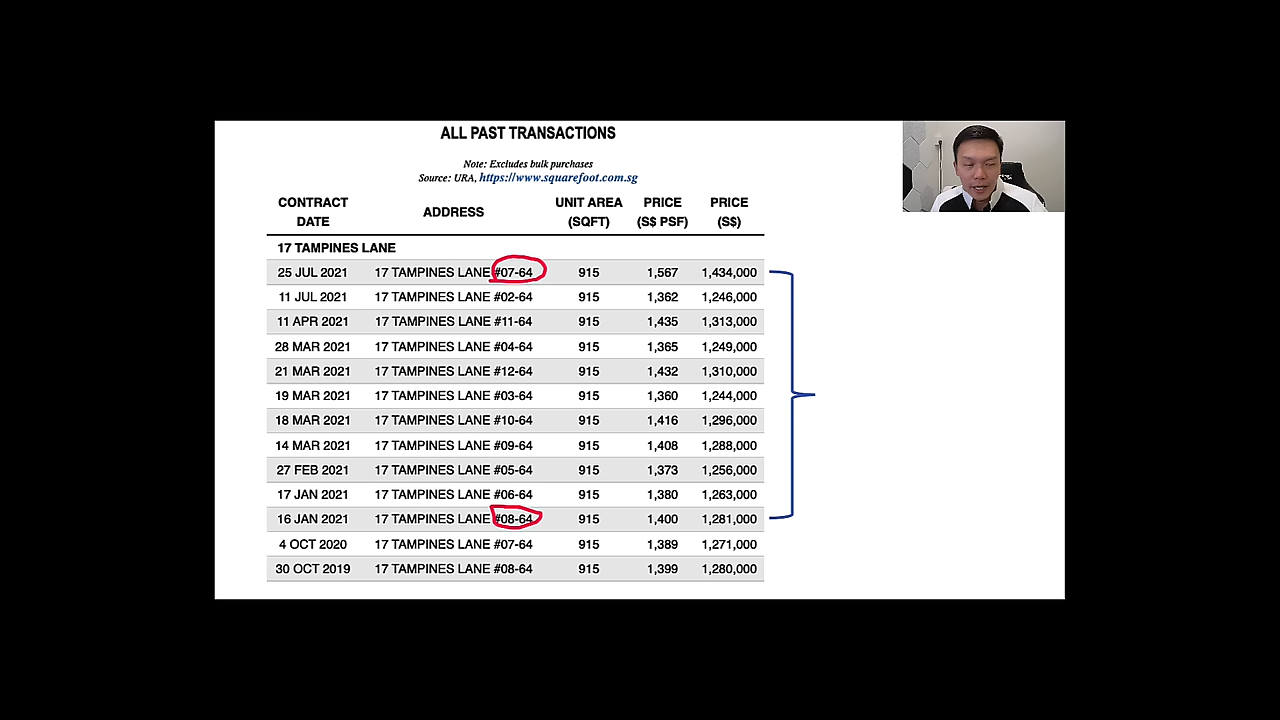 ALL PAST TRANSACTIONS
Note: Excludes bulk purchases
Source: URA, https://www.squarefoot.com.sg
CONTRACT DATE ADDRESS UNIT AREA (SQFT) PRICE (S$ PSF) PRICE (S$)
17 TAMPINES LANE
25 JUL 2021 17 TAMPINES LANE #07-64 915 1,567 1,434,000
11 JUL 2021 17 TAMPINES LANE #02-64 915 1,362 1,246,000
11 APR 2021 17 TAMPINES LANE #11-64 915 1,435 1,313,000
28 MAR 2021 17 TAMPINES LANE #04-64 915 1,365 1,249,000
21 MAR 2021 17 TAMPINES LANE #12-64 915 1,432 1,310,000
19 MAR 2021 17 TAMPINES LANE #03-64 915 1,360 1,244,000
18 MAR 2021 17 TAMPINES LANE #10-64 915 1,416 1,296,000
14 MAR 2021 17 TAMPINES LANE #09-64 915 1,408 1,288,000
27 FEB 2021 17 TAMPINES LANE #05-64 915 1,373 1,256,000
17 JAN 2021 17 TAMPINES LANE #06-64 915 1,380 1,263,000
16 JAN 2021 17 TAMPINES LANE #08-64 915 1,400 1,281,000
4 OCT 2020 17 TAMPINES LANE #07-64 915 1,389 1,271,000
30 OCT 2019 17 TAMPINES LANE #08-64 915 1,399 1,280,000